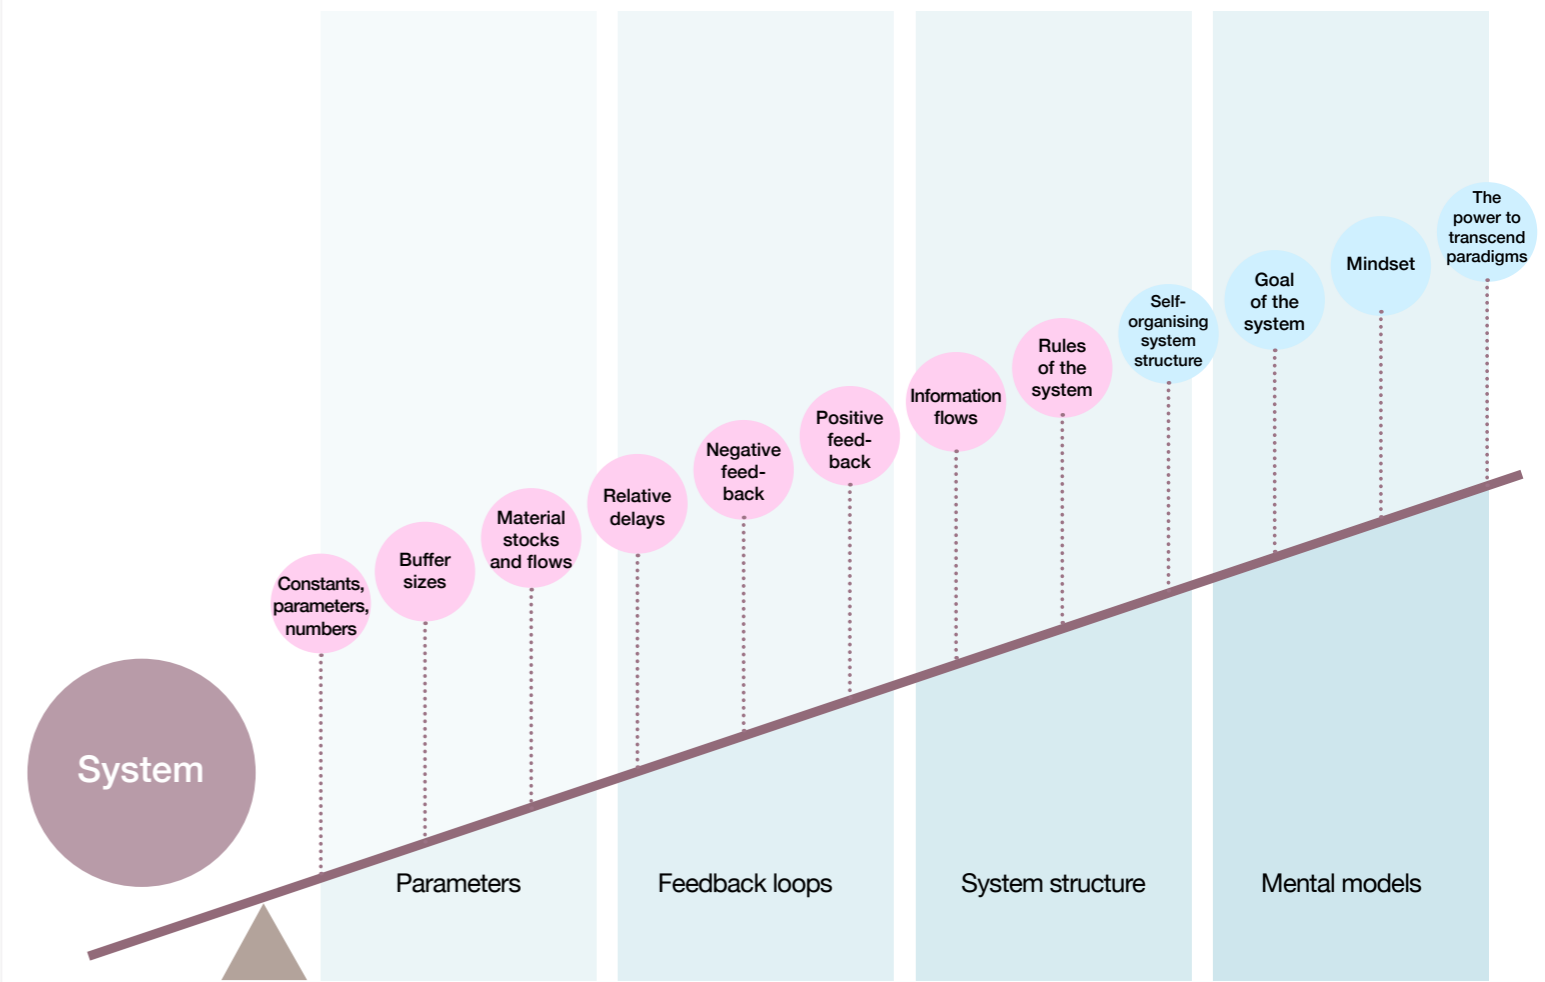 The
power to
transcend
paradigms
Mindset
Goal
of the
system
Self-
organising
system
structure
Rules
of the
system
Information
flows
Positive
feed-
back
Negative
feed-
back
Relative
delays
Material
stocks
and flows
Buffer
sizes
Constants,
parameters,
numbers
System
Parameters
Feedback loops
System structure
Mental models